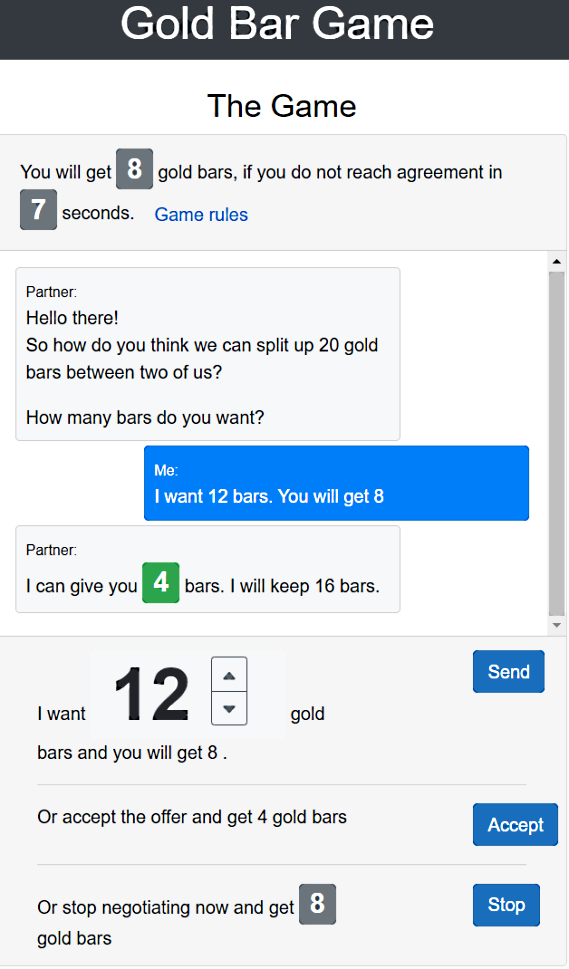 Gold Bar Game
The Game
You will get 8 gold bars, if you do not reach agreement in
7 seconds. Game rules
Partner:
Hello there!
So how do you think we can split up 20 gold
bars between two of us?
How many bars do you want?
Me:
I want 12 bars. You will get 8
Partner:
I can give you 4 bars. I will keep 16 bars.
Send
I want 12 gold
bars and you will get 8 .
Or accept the offer and get 4 gold bars
Accept
Or stop negotiating now and get 8
gold bars
Stop